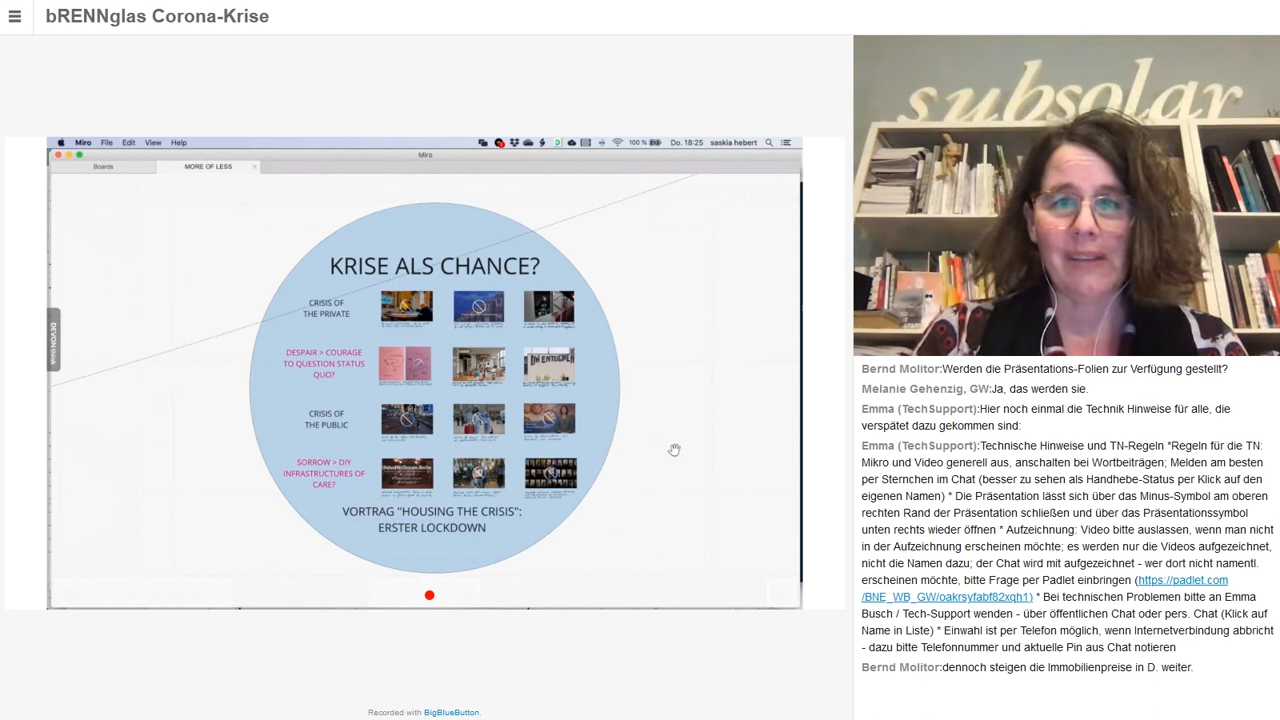 bRENNglas Corona-Krise
subsolar
Miro File Edit View Help
100 % Do. 18:25 saskia hebert
Miro
Boards
MORE OF LESS
KRISE ALS CHANCE?
CRISIS OF
THE PRIVATE
DESPAIR > COURAGE
TO QUESTION STATUS
QUO?
DW ENTEIGNEN
CRISIS OF
THE PUBLIC
SORROW > DIY
INFRASTRUCTURES OF
CARE?
VORTRAG "HOUSING THE CRISIS":
ERSTER LOCKDOWN
Recorded with BigBlueButton.
Bernd Molitor:Werden die Präsentations-Folien zur Verfügung gestellt?
Melanie Gehenzig, GW:Ja, das werden sie.
Emma (TechSupport):Hier noch einmal die Technik Hinweise für alle, die
verspätet dazu gekommen sind:
Emma (TechSupport):Technische Hinweise und TN-Regeln *Regeln für die TN:
Mikro und Video generell aus, anschalten bei Wortbeiträgen; Melden am besten
per Sternchen im Chat (besser zu sehen als Handhebe-Status per Klick auf den
eigenen Namen) * Die Präsentation lässt sich über das Minus-Symbol am oberen
rechten Rand der Präsentation schließen und über das Präsentationssymbol
unten rechts wieder öffnen * Aufzeichnung: Video bitte auslassen, wenn man nicht
in der Aufzeichnung erscheinen möchte; es werden nur die Videos aufgezeichnet,
nicht die Namen dazu; der Chat wird mit aufgezeichnet - wer dort nicht namentl.
erscheinen möchte, bitte Frage per Padlet einbringen (https://padlet.com
/BNE_WB_GW/oakrsyfabf82xqh1) * Bei technischen Problemen bitte an Emma
Busch / Tech-Support wenden - über öffentlichen Chat oder pers. Chat (Klick auf
Name in Liste) * Einwahl ist per Telefon möglich, wenn Internetverbindung abbricht
- dazu bitte Telefonnummer und aktuelle Pin aus Chat notieren
Bernd Molitor:dennoch steigen die Immobilienpreise in D. weiter.